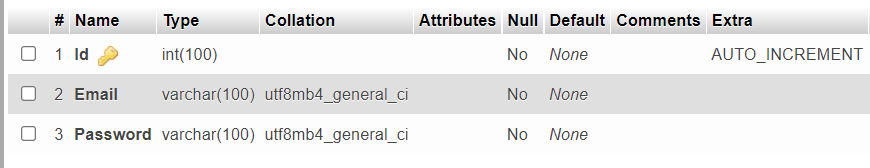 # Name Type Collation Attributes Null Default Comments Extra
1 Id int(100) No None AUTO_INCREMENT
2 Email varchar(100) utf8mb4_general_ci No None
3 Password varchar(100) utf8mb4_general_ci No None